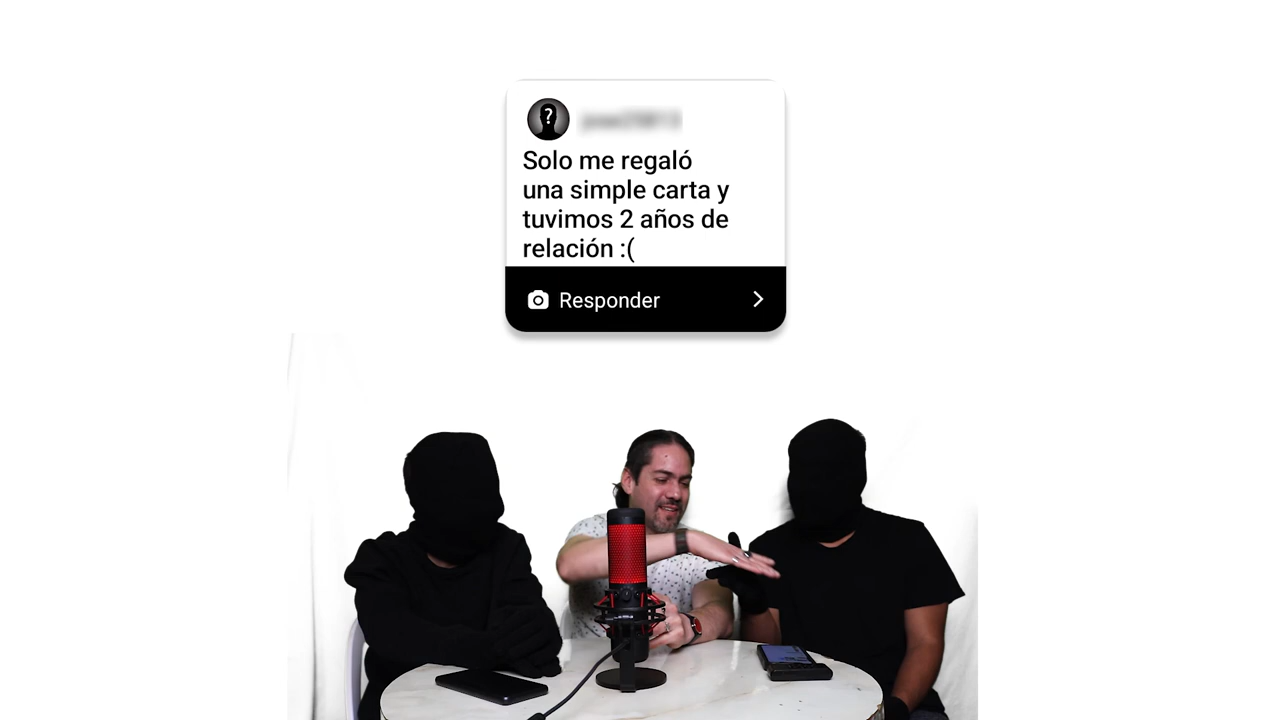 ?
Solo me regaló
una simple carta y
tuvimos 2 años de
relación :(
Responder